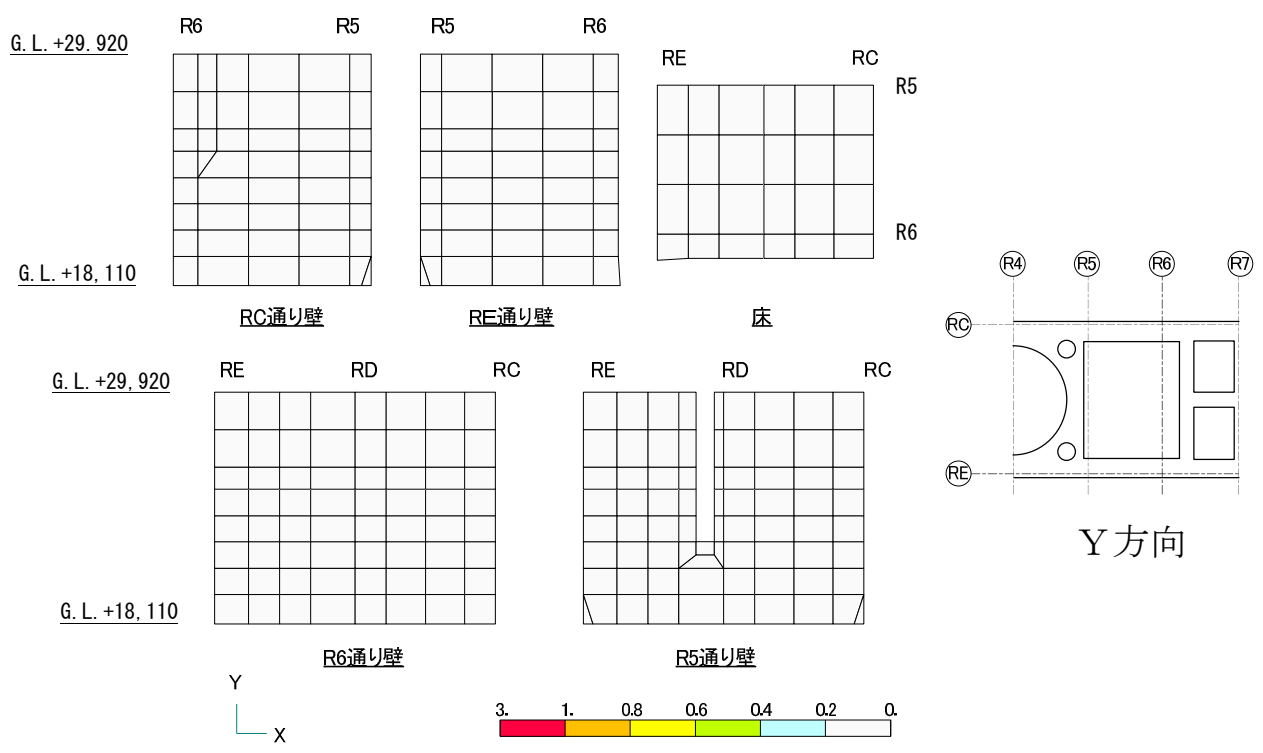 R6 R5
R5 R6
G.L.+29.920
RE RC
R5
R6
G.L.+18,110
RC通り壁
RE通り壁
床
R4 R5 R6 R7
RC
RE
Y方向
G.L.+29,920
RE RD RC
RE RD RC
G.L.+18,110
R6通り壁
R5通り壁
Y
X
3. 1. 0.8 0.6 0.4 0.2 0.